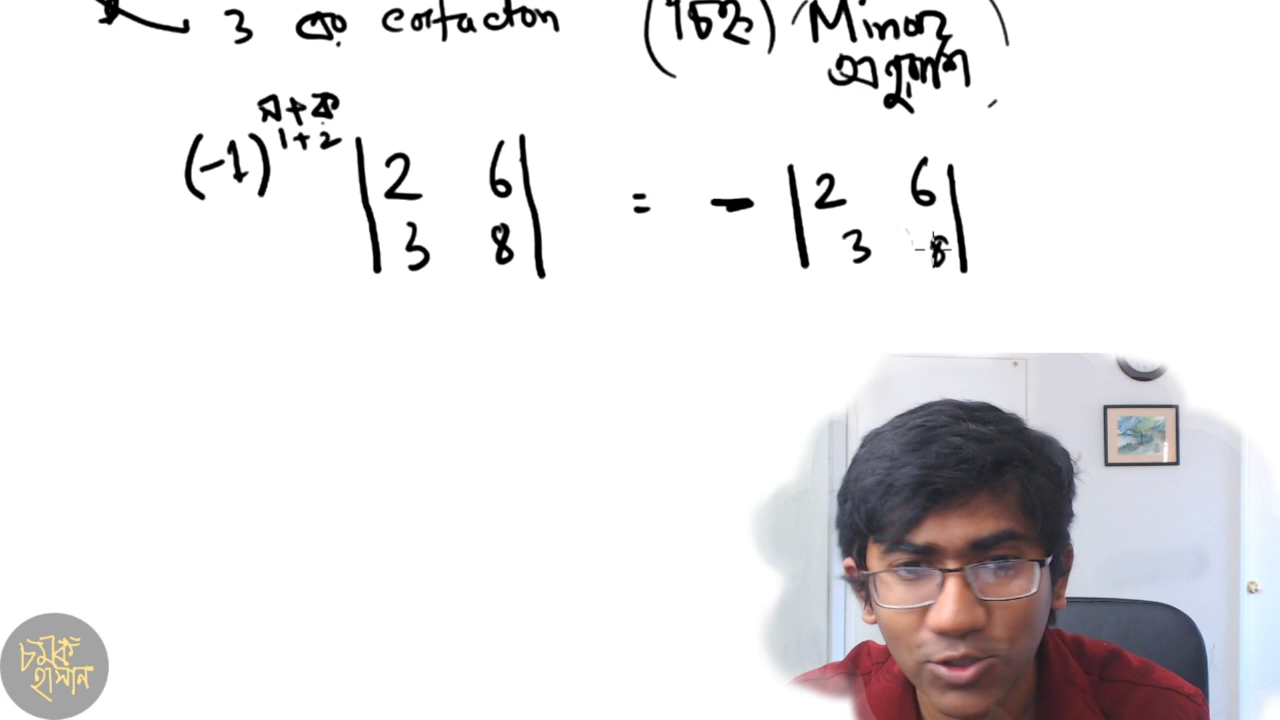 3 এর cofactor (চিহ্ন) (Minor)
অনুরাশি
স+ক
(-1)^1+2 |2 6| = - |2 6|
|3 8| |3 8|
চমক
হাসান